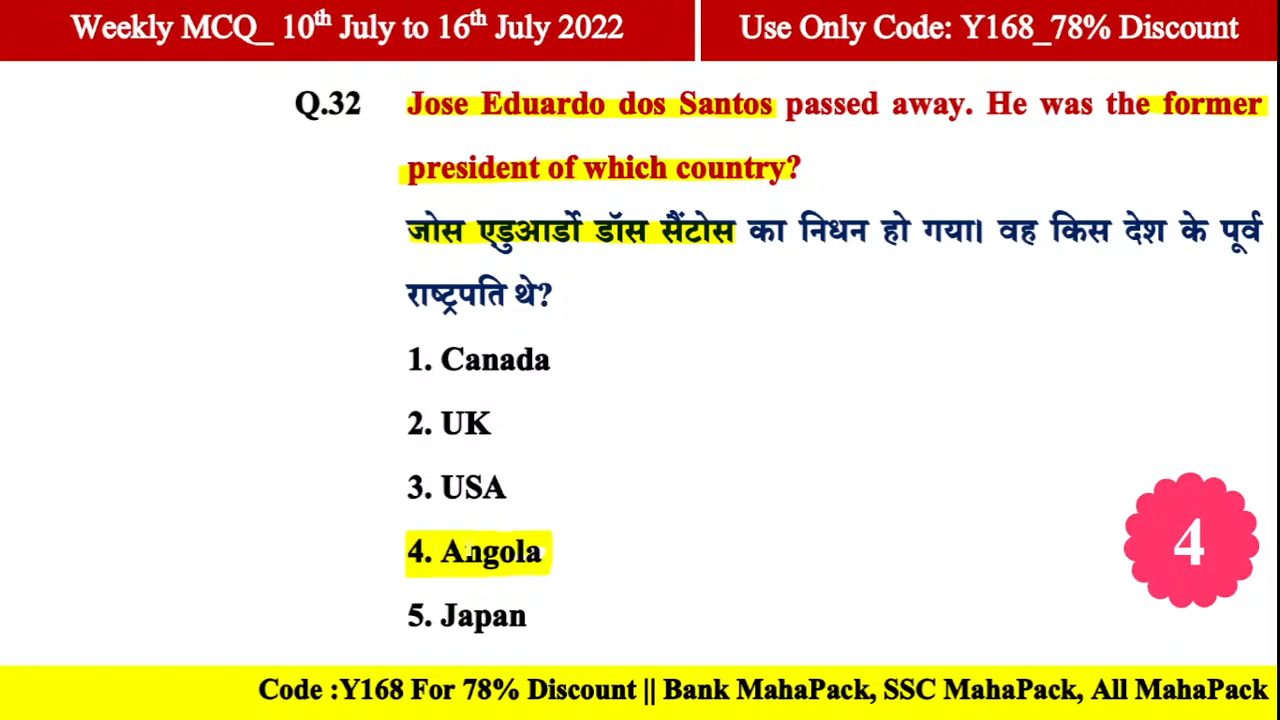 Weekly MCQ_ 10th July to 16th July 2022
Use Only Code: Y168_78% Discount
Q.32 Jose Eduardo dos Santos passed away. He was the former
president of which country?
जोस एडुआर्डो डॉस सैंटोस का निधन हो गया। वह किस देश के पूर्व
राष्ट्रपति थे?
1. Canada
2. UK
3. USA
4. Angola
4
5. Japan
Code :Y168 For 78% Discount || Bank MahaPack, SSC MahaPack, All MahaPack